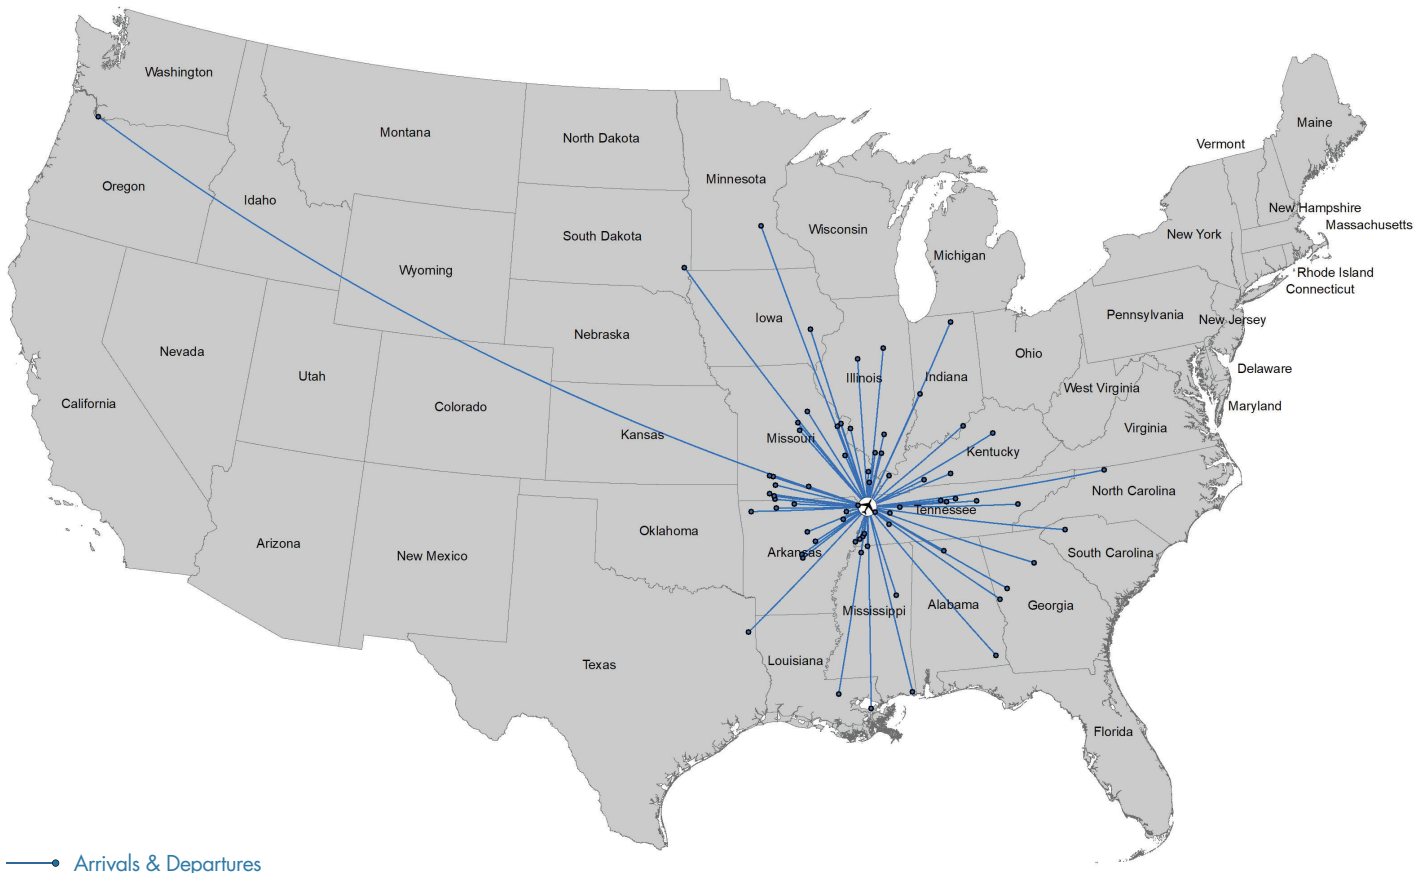 Washington
Montana
North Dakota
Minnesota
Maine
Vermont
Oregon
Idaho
South Dakota
Wisconsin
Michigan
New York
New Hampshire
Massachusetts
Wyoming
Rhode Island
Connecticut
Nebraska
Iowa
Pennsylvania
New Jersey
Nevada
Utah
Colorado
Illinois
Indiana
Ohio
West Virginia
Delaware
Maryland
California
Kansas
Missouri
Kentucky
Virginia
Arizona
New Mexico
Oklahoma
Arkansas
Tennessee
North Carolina
South Carolina
Texas
Louisiana
Mississippi
Alabama
Georgia
Florida
Arrivals & Departures